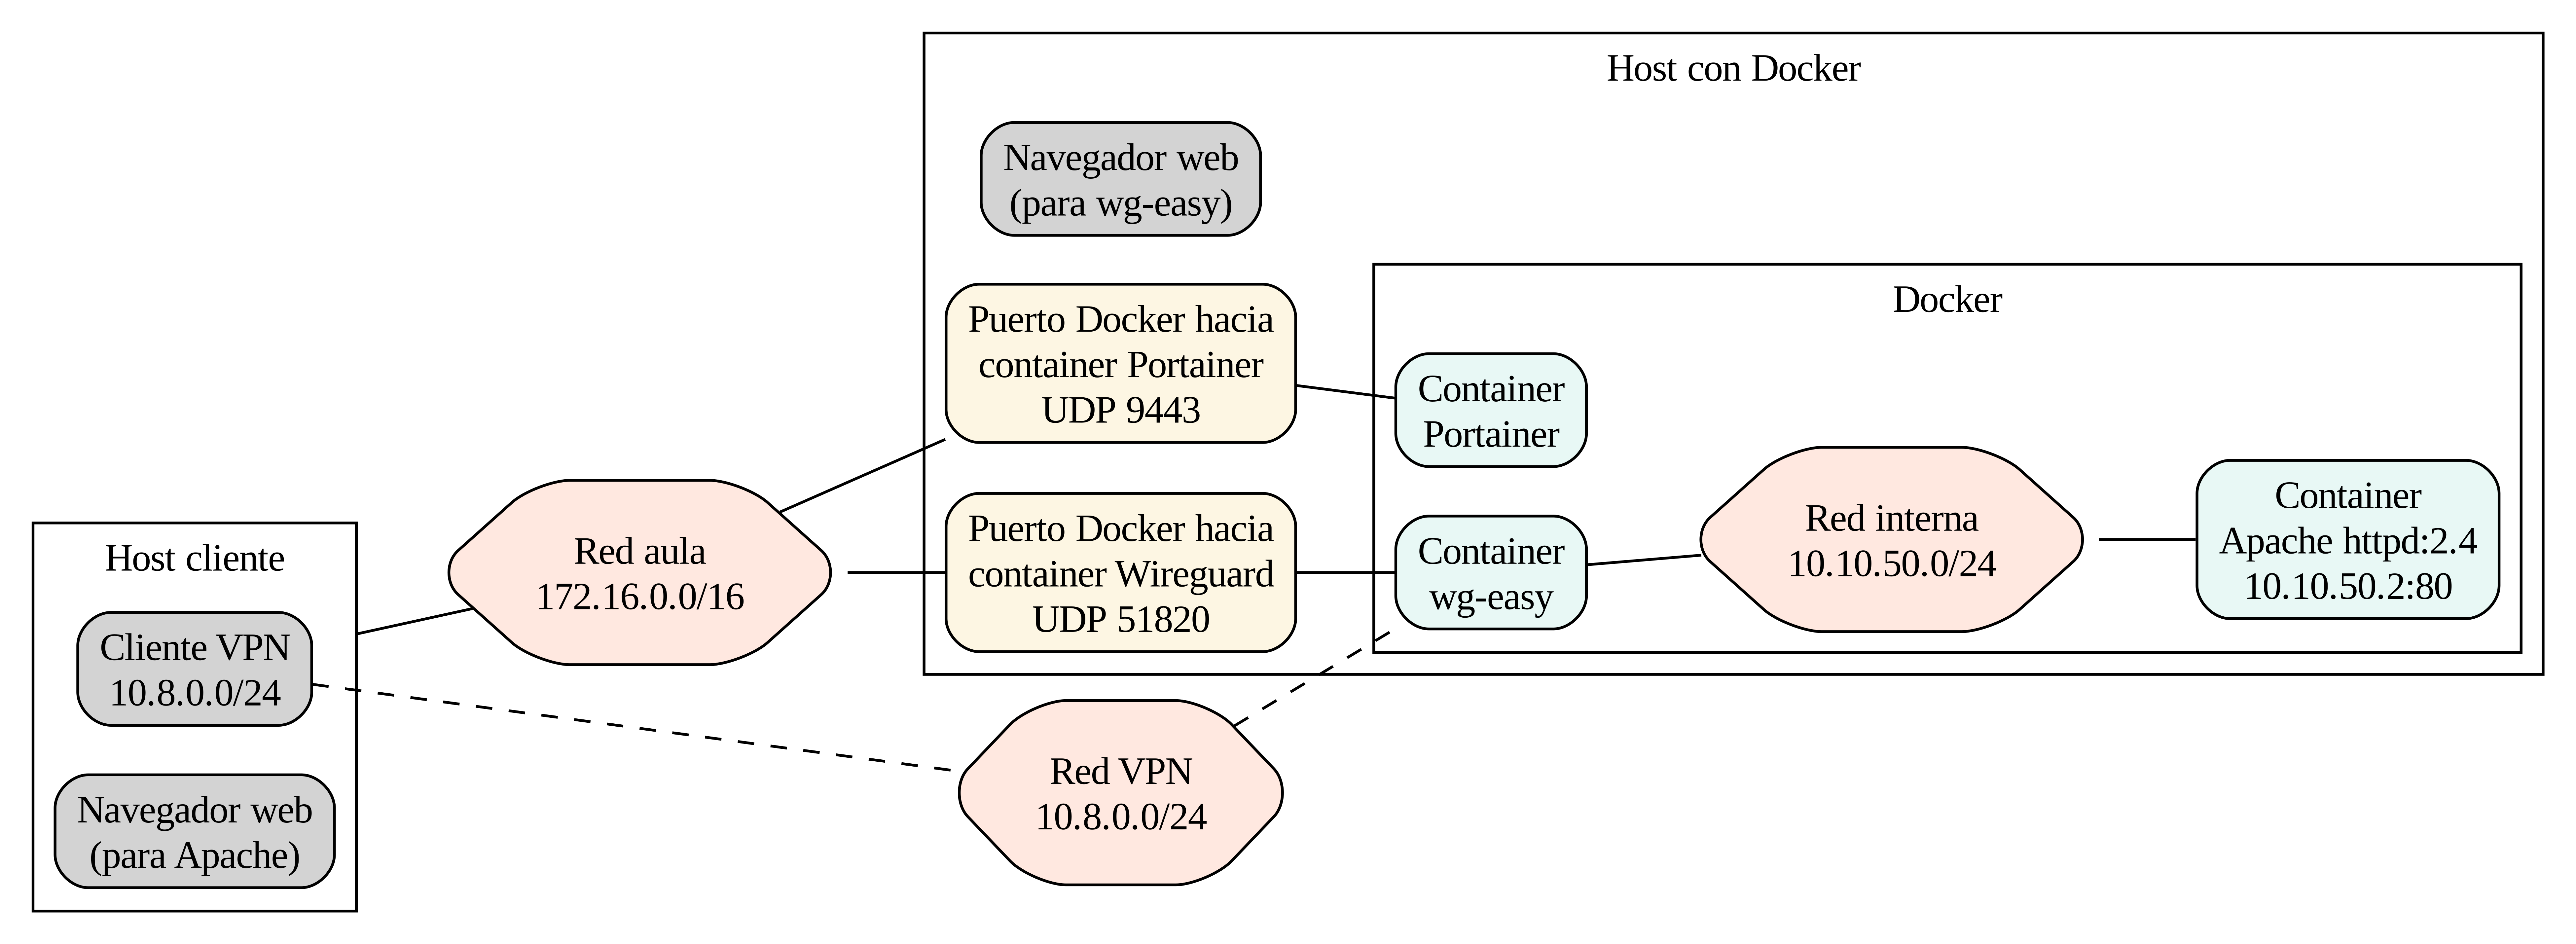 Host con Docker
Navegador web
(para wg-easy)
Docker
Puerto Docker hacia
container Portainer
UDP 9443
Container
Portainer
Host cliente
Cliente VPN
10.8.0.0/24
Navegador web
(para Apache)
Red aula
172.16.0.0/16
Puerto Docker hacia
container Wireguard
UDP 51820
Container
wg-easy
Red interna
10.10.50.0/24
Container
Apache httpd:2.4
10.10.50.2:80
Red VPN
10.8.0.0/24